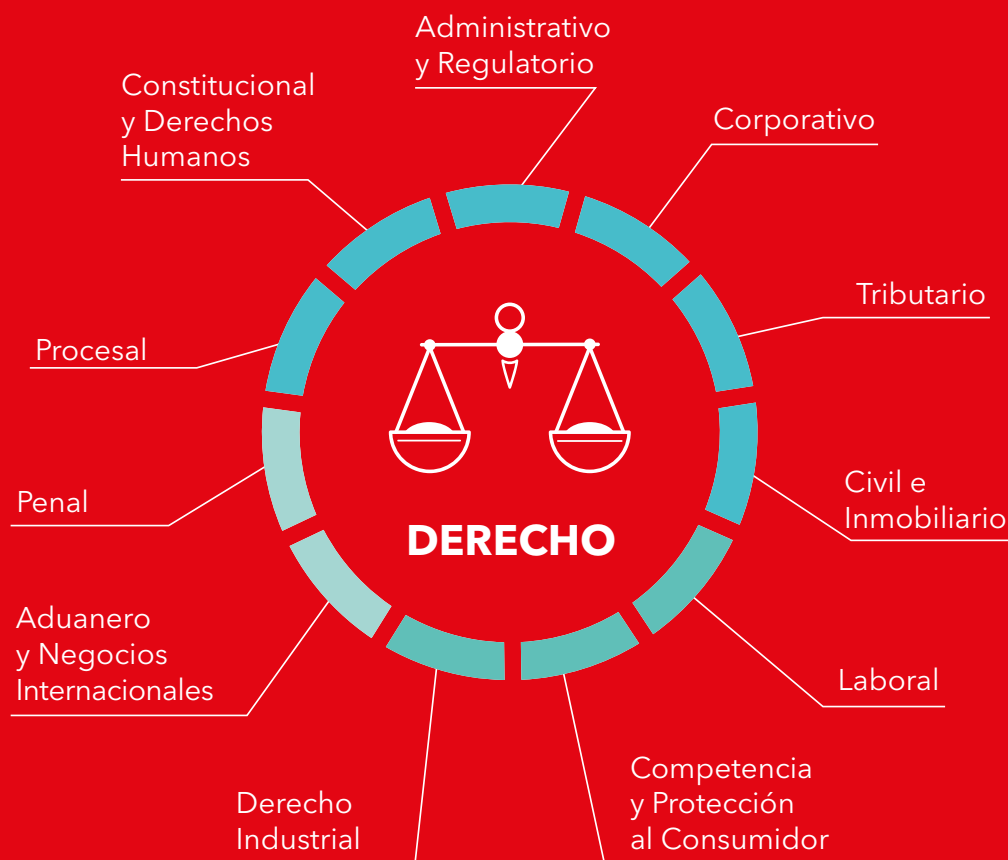 Administrativo
y Regulatorio
Constitucional
y Derechos
Humanos
Corporativo
Tributario
Procesal
Civil e
Inmobiliario
Penal
DERECHO
Aduanero
y Negocios
Internacionales
Laboral
Derecho
Industrial
Competencia
y Protección
al Consumidor